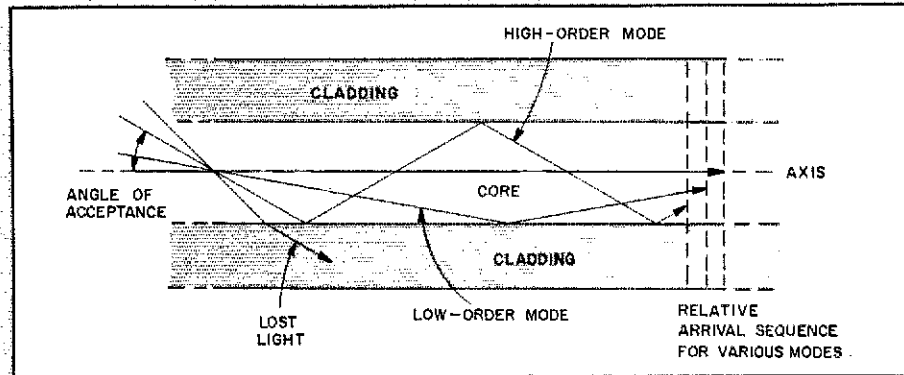 HIGH-ORDER MODE
CLADDING
AXIS
ANGLE OF
ACCEPTANCE
CORE
CLADDING
LOST
LIGHT
LOW-ORDER MODE
RELATIVE
ARRIVAL SEQUENCE
FOR VARIOUS MODES.